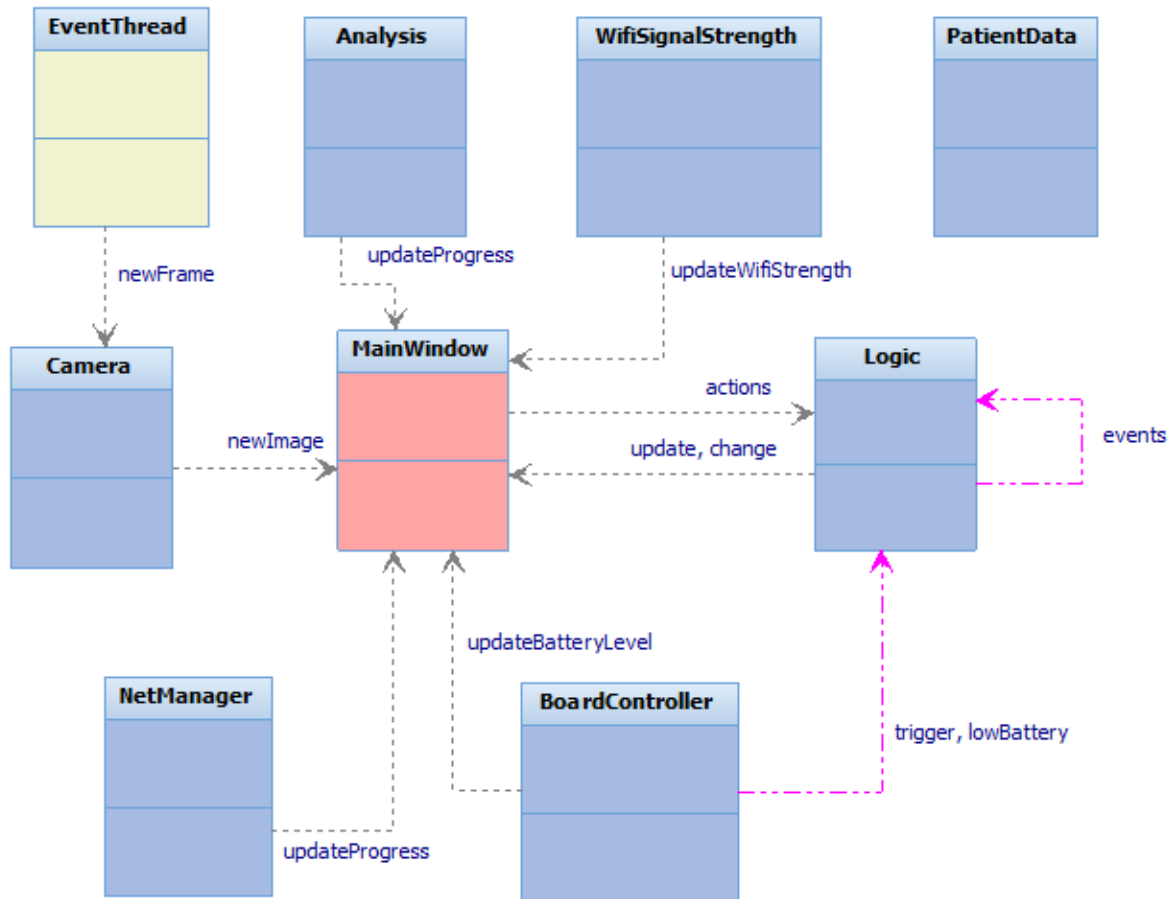 EventThread
Analysis
WifiSignalStrength
PatientData
newFrame
updateProgress
updateWifiStrength
Camera
MainWindow
Logic
newImage
actions
update, change
events
updateBatteryLevel
NetManager
BoardController
trigger, lowBattery
updateProgress